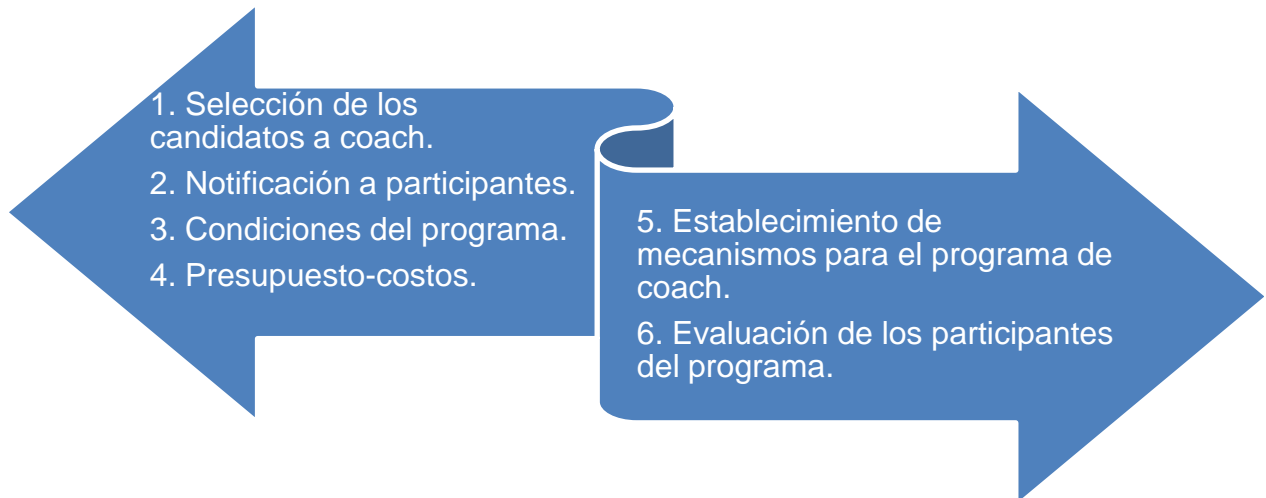 1. Selección de los
candidatos a coach.
2. Notificación a participantes.
3. Condiciones del programa.
4. Presupuesto-costos.
5. Establecimiento de
mecanismos para el programa de
coach.
6. Evaluación de los participantes
del programa.